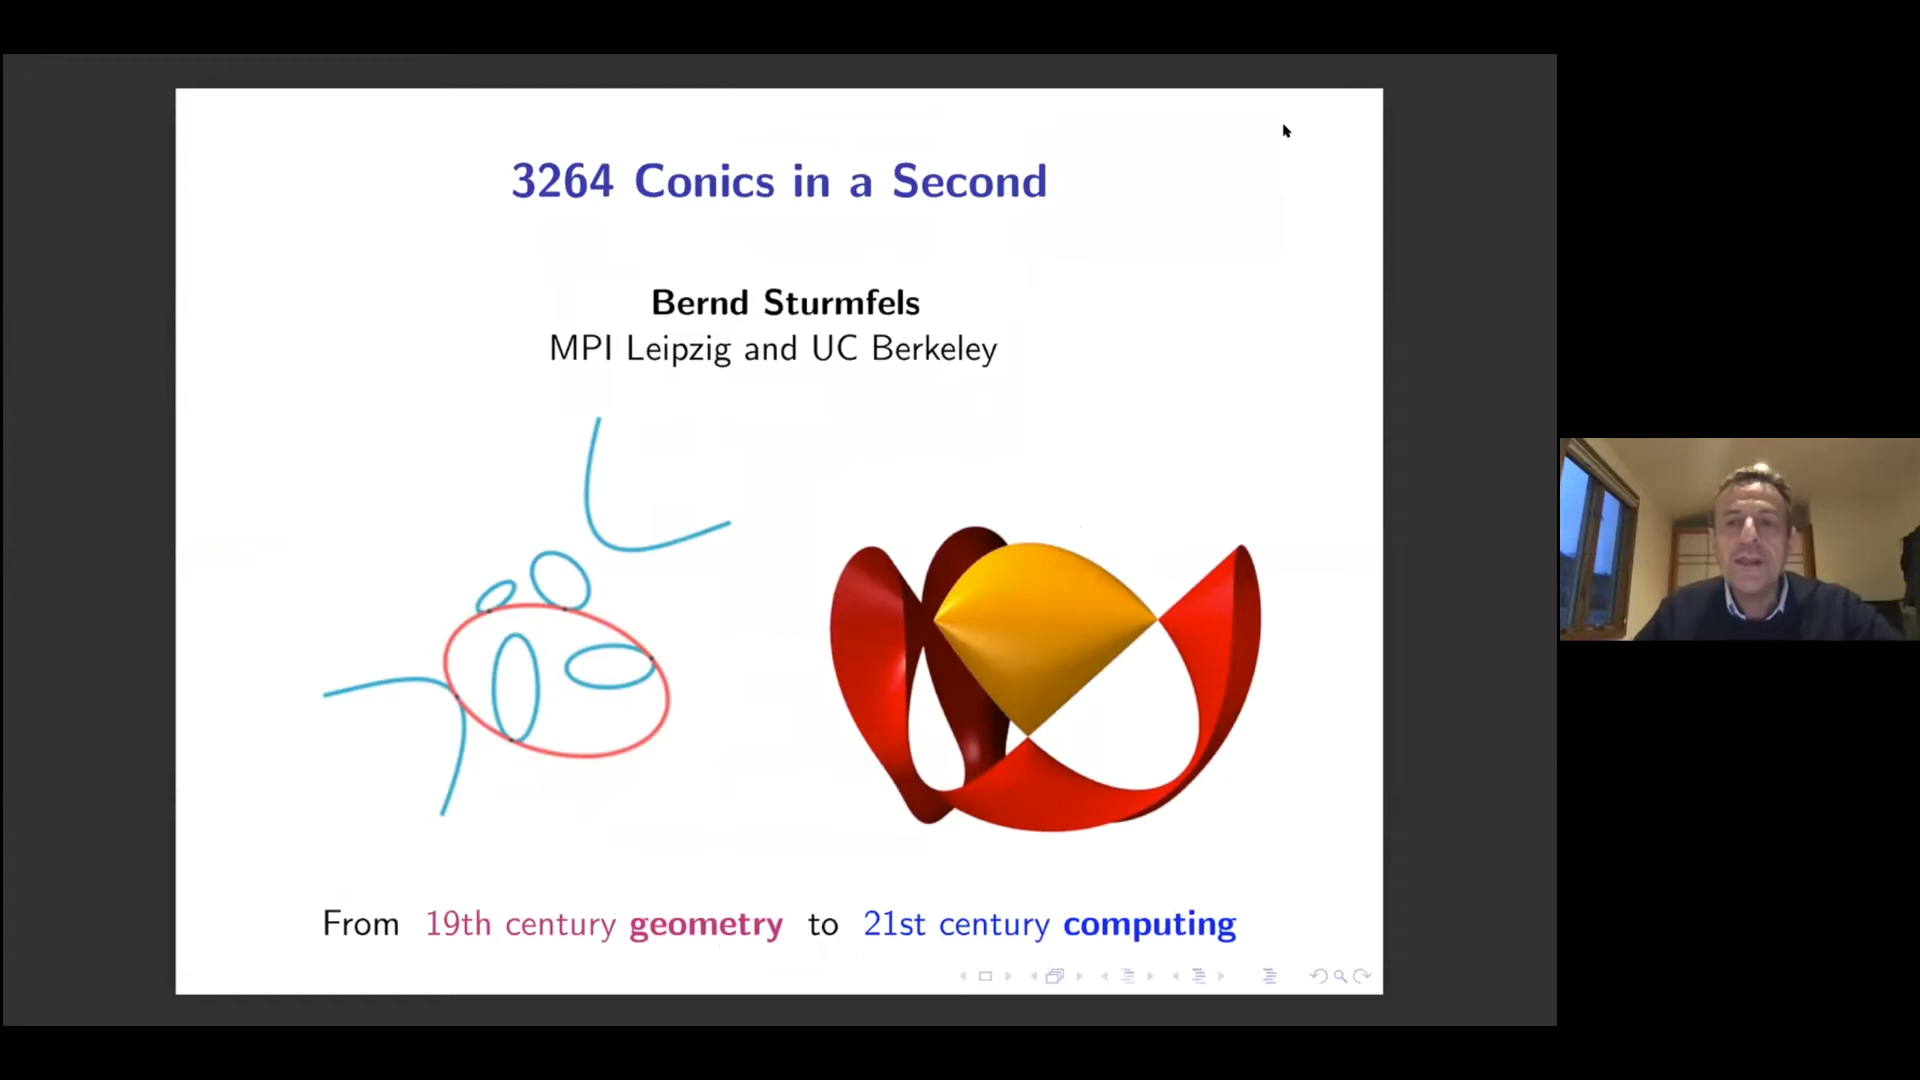 3264 Conics in a Second
Bernd Sturmfels
MPI Leipzig and UC Berkeley
From 19th century geometry to 21st century computing